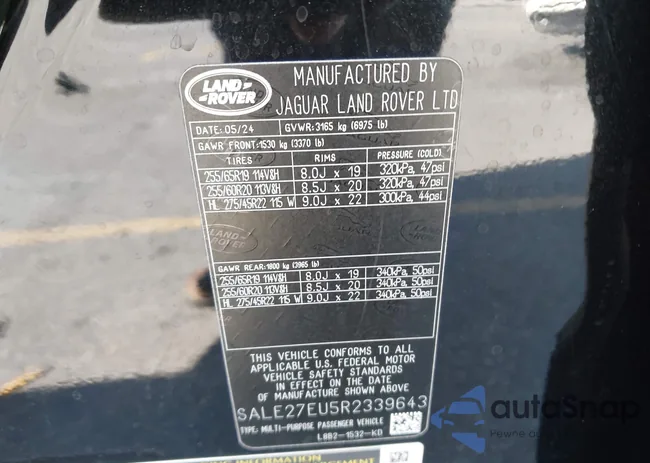 LAND ROVER
MANUFACTURED BY
JAGUAR LAND ROVER LTD
DATE: 05/24 GVWR: 3165 kg (6975 lb)
GAWR FRONT: 1530 kg (3370 lb)
TIRES RIMS PRESSURE (COLD)
255/65R19 114V&H 8.0J x 19 320kPa, 47psi
255/60R20 113V&H 8.5J x 20 320kPa, 47psi
HL 275/45R22 115 W 9.0J x 22 300kPa, 44psi
GAWR REAR: 1800 kg (3965 lb)
255/65R19 114V&H 8.0J x 19 340kPa, 50psi
255/60R20 113V&H 8.5J x 20 340kPa, 50psi
HL 275/45R22 115 W 9.0J x 22 340kPa, 50psi
THIS VEHICLE CONFORMS TO ALL
APPLICABLE U.S. FEDERAL MOTOR
VEHICLE SAFETY STANDARDS
IN EFFECT ON THE DATE OF
MANUFACTURE SHOWN ABOVE
SALE27EU5R2339643
TYPE: MULTI-PURPOSE PASSENGER VEHICLE
L8B2-1532-KD
autoSnap
INFORMATION